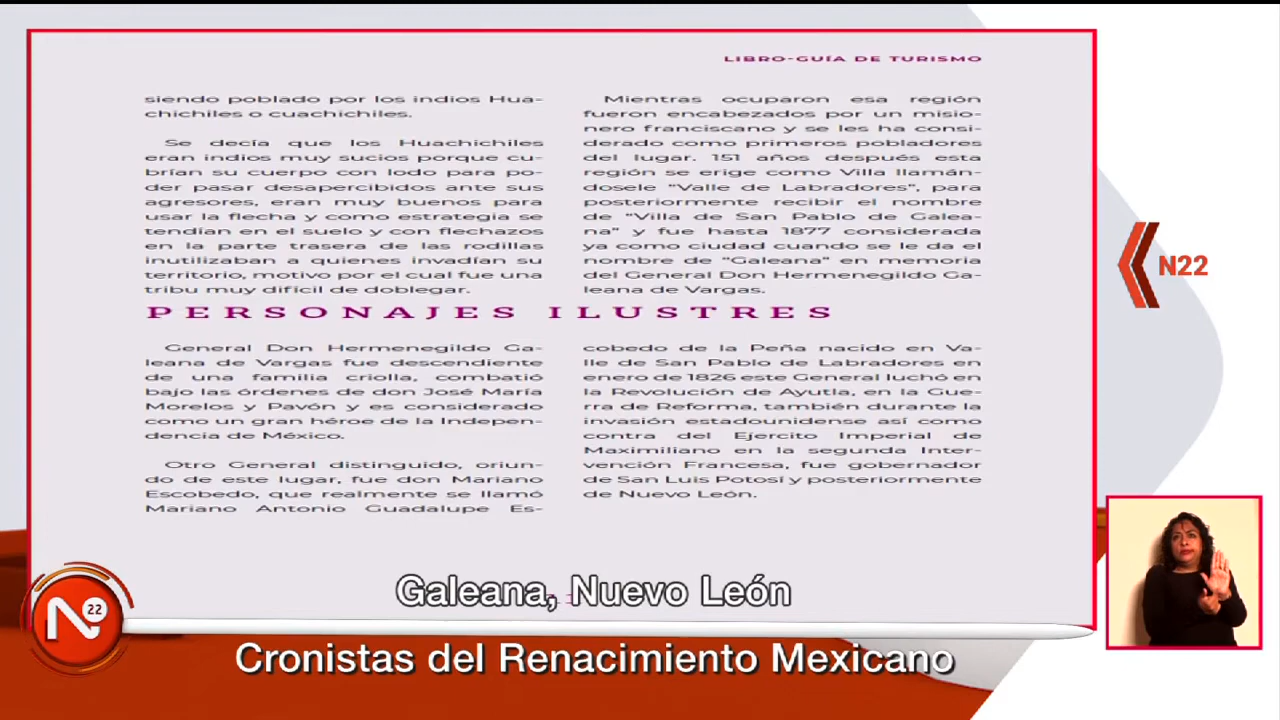 LIBRO-GUÍA DE TURISMO
siendo poblado por los indios Hua-
chichiles o cuachichiles.
Se decía que los Huachichiles
eran indios muy sucios porque cu-
brían su cuerpo con lodo para po-
der pasar desapercibidos ante sus
agresores, eran muy buenos para
usar la flecha y como estrategia se
tendían en el suelo y con flechazos
en la parte trasera de las rodillas
inutilizaban a quienes invadían su
territorio, motivo por el cual fue una
tribu muy difícil de doblegar.
Mientras ocuparon esa región
fueron encabezados por un misio-
nero franciscano y se les ha consi-
derado como primeros pobladores
del lugar. 151 años después esta
región se erige como Villa llamán-
dosele "Valle de Labradores", para
posteriormente recibir el nombre
de "Villa de San Pablo de Galea-
na" y fue hasta 1877 considerada
ya como ciudad cuando se le da el
nombre de "Galeana" en memoria
del General Don Hermenegildo Ga-
leana de Vargas.
PERSONAJES ILUSTRES
General Don Hermenegildo Ga-
leana de Vargas fue descendiente
de una familia criolla, combatió
bajo las órdenes de don José María
Morelos y Pavón y es considerado
como un gran héroe de la Indepen-
dencia de México.
Otro General distinguido, oriun-
do de este lugar, fue don Mariano
Escobedo, que realmente se llamó
Mariano Antonio Guadalupe Es-
cobedo de la Peña nacido en Va-
lle de San Pablo de Labradores en
enero de 1826 este General luchó en
la Revolución de Ayutla, en la Gue-
rra de Reforma, también durante la
invasión estadounidense así como
contra del Ejercito Imperial de
Maximiliano en la segunda Inter-
vención Francesa, fue gobernador
de San Luis Potosí y posteriormente
de Nuevo León.
N22
N 22
Galeana, Nuevo León
Cronistas del Renacimiento Mexicano